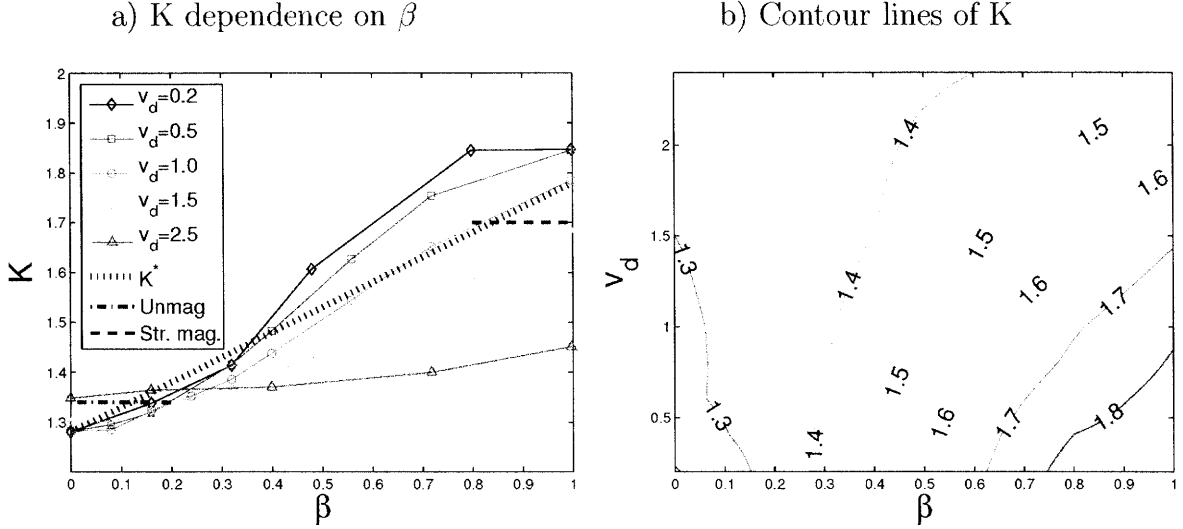 a) K dependence on β
b) Contour lines of K
2
1.9
1.8
1.7
1.6
1.5
1.4
1.3
K
v_d=0.2
v_d=0.5
v_d=1.0
v_d=1.5
v_d=2.5
K*
Unmag
Str. mag.
0 0.1 0.2 0.3 0.4 0.5 0.6 0.7 0.8 0.9 1
β
2
1.5
1
0.5
v_d
1.4
1.5
1.6
1.3
1.5
1.4
1.6
1.7
1.5
1.3
1.4
1.6
1.7
1.8
0 0.1 0.2 0.3 0.4 0.5 0.6 0.7 0.8 0.9 1
β